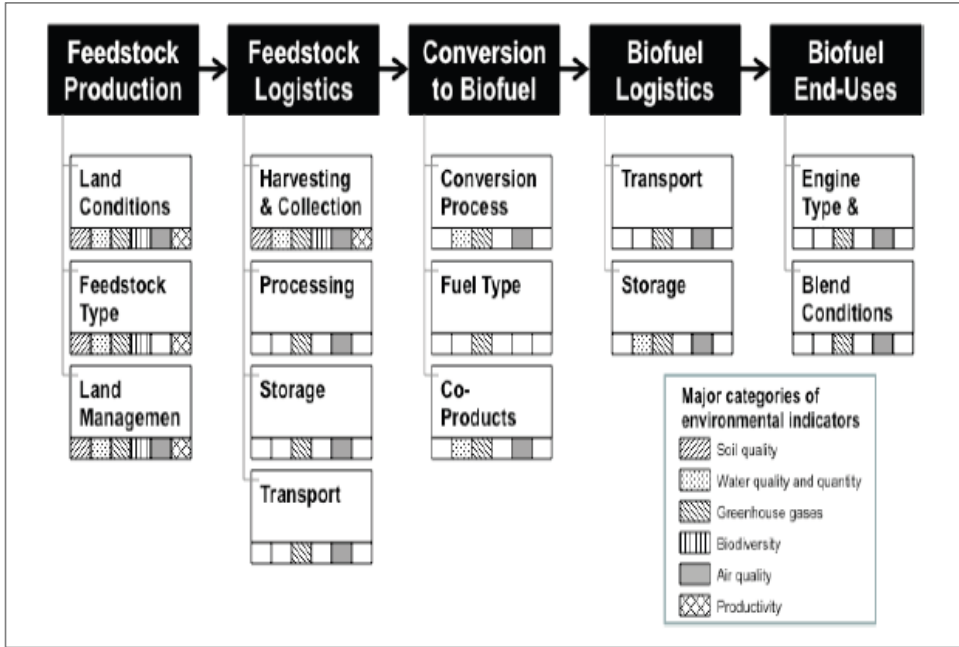 Feedstock
Production
Feedstock
Logistics
Conversion
to Biofuel
Biofuel
Logistics
Biofuel
End-Uses
Land
Conditions
Feedstock
Type
Land
Managemen
Harvesting
& Collection
Processing
Storage
Transport
Conversion
Process
Fuel Type
Co-
Products
Transport
Storage
Engine
Type &
Blend
Conditions
Major categories of
environmental indicators
Soil quality
Water quality and quantity
Greenhouse gases
Biodiversity
Air quality
Productivity